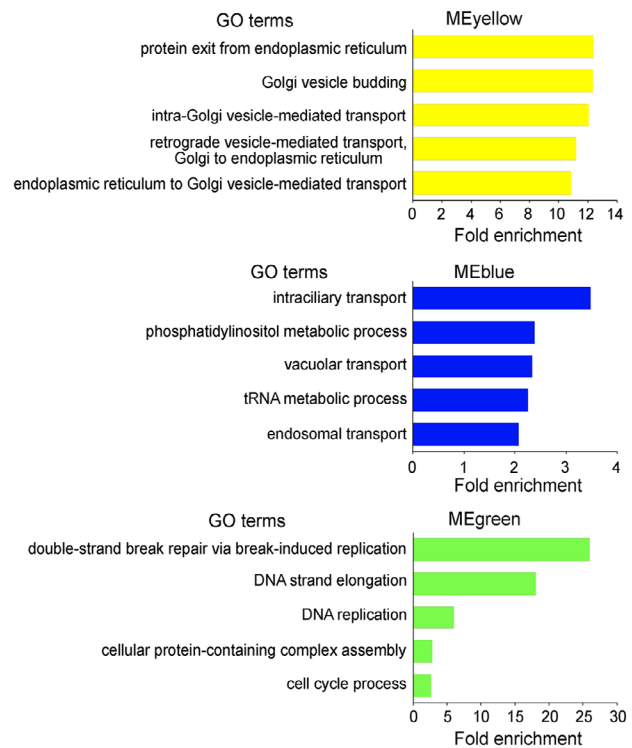 GO terms MEyellow
protein exit from endoplasmic reticulum
Golgi vesicle budding
intra-Golgi vesicle-mediated transport
retrograde vesicle-mediated transport,
Golgi to endoplasmic reticulum
endoplasmic reticulum to Golgi vesicle-mediated transport
0 2 4 6 8 10 12 14
Fold enrichment
GO terms MEblue
intraciliary transport
phosphatidylinositol metabolic process
vacuolar transport
tRNA metabolic process
endosomal transport
0 1 2 3 4
Fold enrichment
GO terms MEgreen
double-strand break repair via break-induced replication
DNA strand elongation
DNA replication
cellular protein-containing complex assembly
cell cycle process
0 5 10 15 20 25 30
Fold enrichment